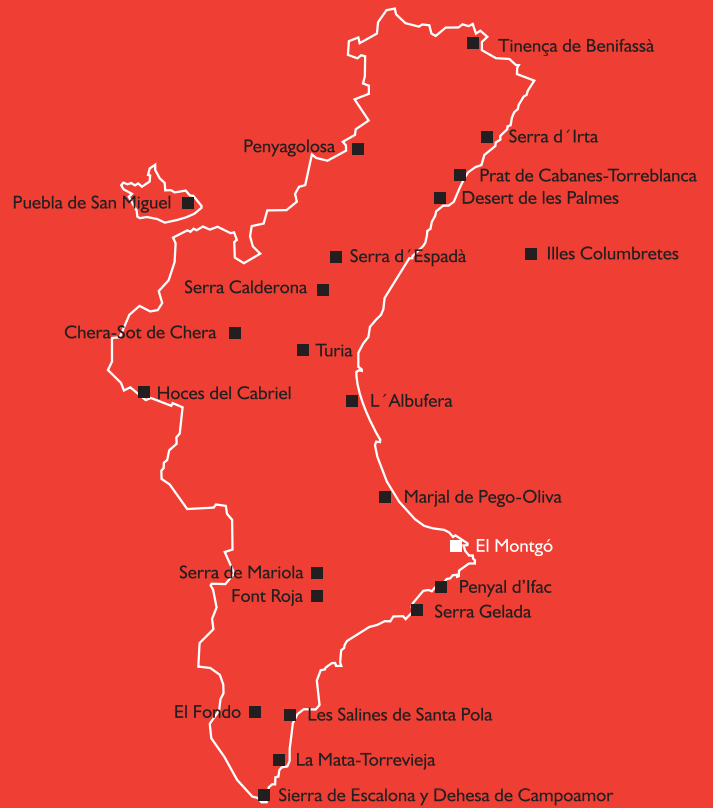 Tinença de Benifassà
Serra d´Irta
Penyagolosa
Prat de Cabanes-Torreblanca
Desert de les Palmes
Puebla de San Miguel
Illes Columbretes
Serra d´Espadà
Serra Calderona
Chera-Sot de Chera
Turia
Hoces del Cabriel
L´Albufera
Marjal de Pego-Oliva
El Montgó
Serra de Mariola
Penyal d’Ifac
Font Roja
Serra Gelada
El Fondo
Les Salines de Santa Pola
La Mata-Torrevieja
Sierra de Escalona y Dehesa de Campoamor